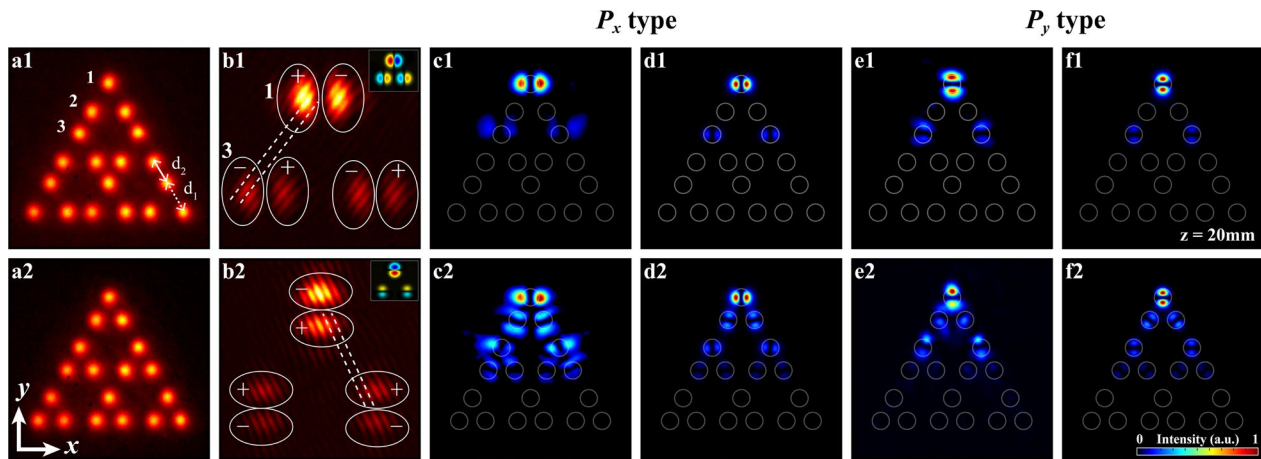 Px type
Py type
a1
1
2
3
d2
d1
b1
+
−
1
3
−
+
−
+
c1
d1
e1
f1
z = 20mm
a2
y
x
b2
−
+
+
+
−
−
c2
d2
e2
f2
0 Intensity (a.u.) 1